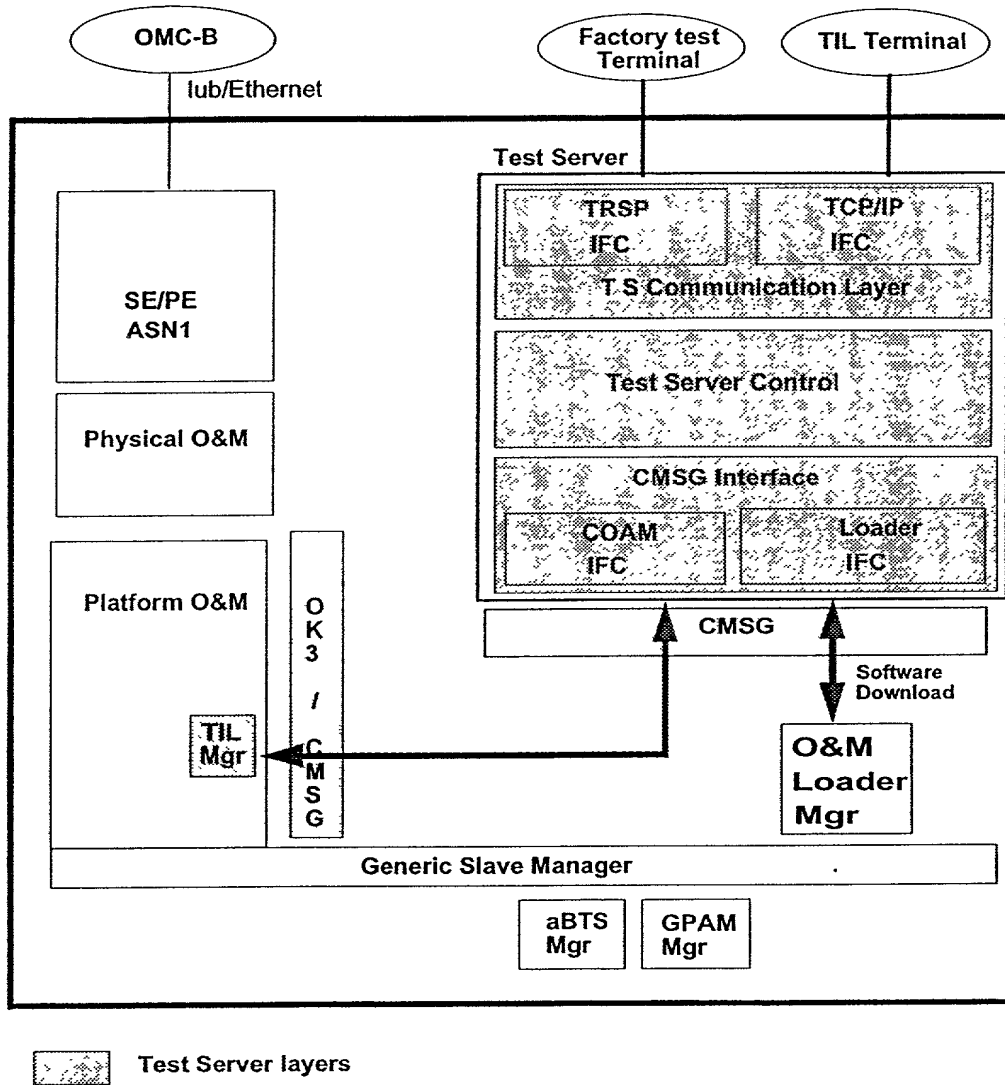 OMC-B
Factory test
Terminal
TIL Terminal
Iub/Ethernet
Test Server
TRSP
IFC
TCP/IP
IFC
T S Communication Layer
SE/PE
ASN1
Test Server Control
Physical O&M
CMSG Interface
COAM
IFC
Loader
IFC
Platform O&M
OK3 / CMSG
CMSG
Software
Download
TIL
Mgr
O&M
Loader
Mgr
Generic Slave Manager
aBTS
Mgr
GPAM
Mgr
Test Server layers